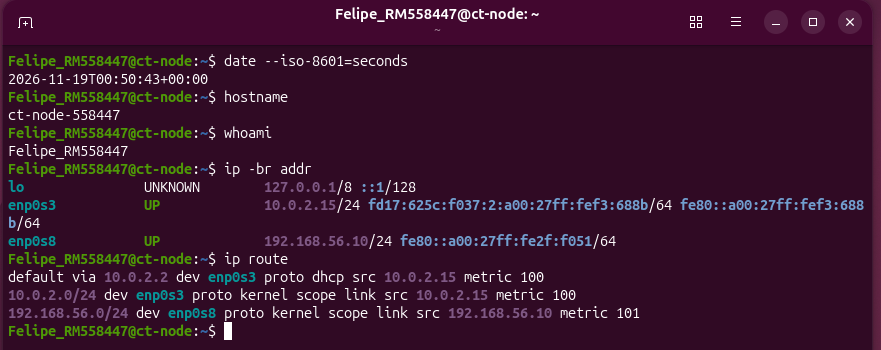 Felipe_RM558447@ct-node: ~
~
Felipe_RM558447@ct-node:~$ date --iso-8601=seconds
2026-11-19T00:50:43+00:00
Felipe_RM558447@ct-node:~$ hostname
ct-node-558447
Felipe_RM558447@ct-node:~$ whoami
Felipe_RM558447
Felipe_RM558447@ct-node:~$ ip -br addr
lo               UNKNOWN        127.0.0.1/8 ::1/128
enp0s3           UP             10.0.2.15/24 fd17:625c:f037:2:a00:27ff:fef3:688b/64 fe80::a00:27ff:fef3:688
b/64
enp0s8           UP             192.168.56.10/24 fe80::a00:27ff:fe2f:f051/64
Felipe_RM558447@ct-node:~$ ip route
default via 10.0.2.2 dev enp0s3 proto dhcp src 10.0.2.15 metric 100
10.0.2.0/24 dev enp0s3 proto kernel scope link src 10.0.2.15 metric 100
192.168.56.0/24 dev enp0s8 proto kernel scope link src 192.168.56.10 metric 101
Felipe_RM558447@ct-node:~$